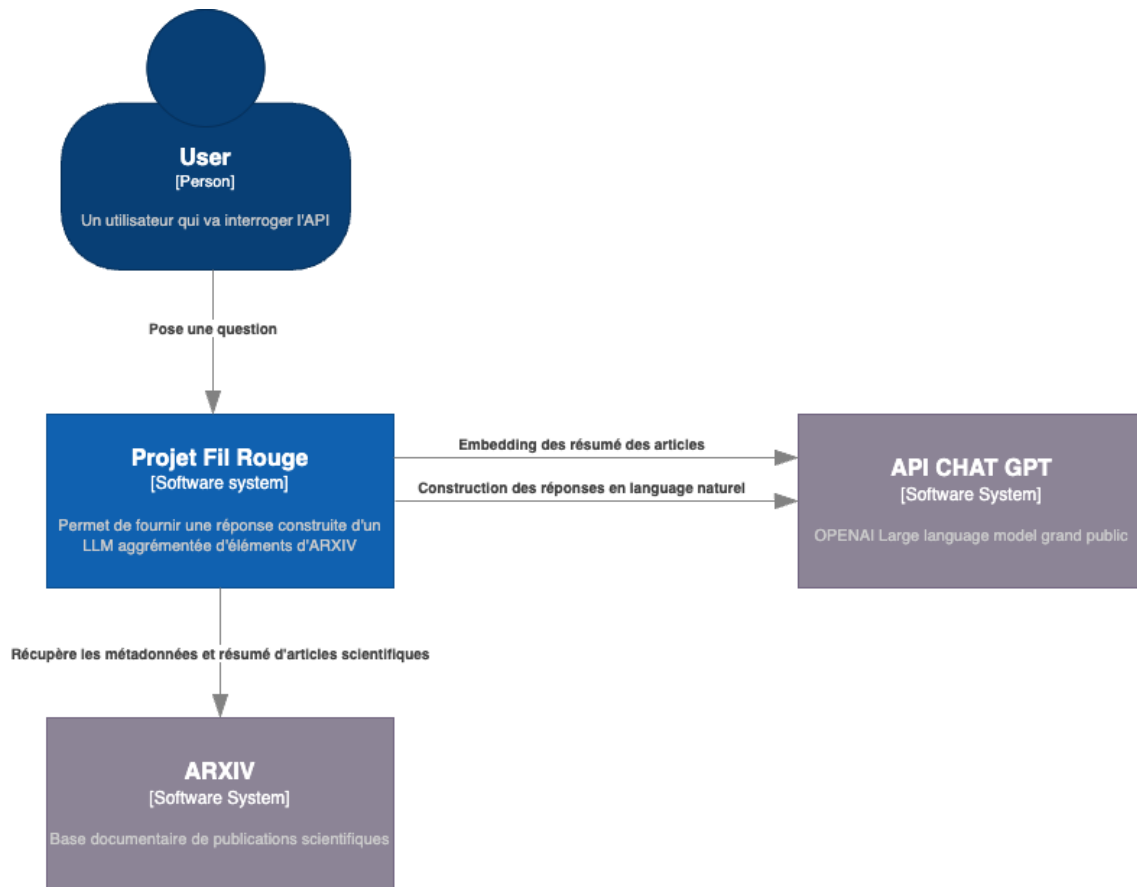 User
[Person]
Un utilisateur qui va interroger l'API
Pose une question
Projet Fil Rouge
[Software system]
Permet de fournir une réponse construite d'un
LLM aggrémentée d'éléments d'ARXIV
Embedding des résumé des articles
Construction des réponses en language naturel
API CHAT GPT
[Software System]
OPENAI Large language model grand public
Récupère les métadonnées et résumé d'articles scientifiques
ARXIV
[Software System]
Base documentaire de publications scientifiques